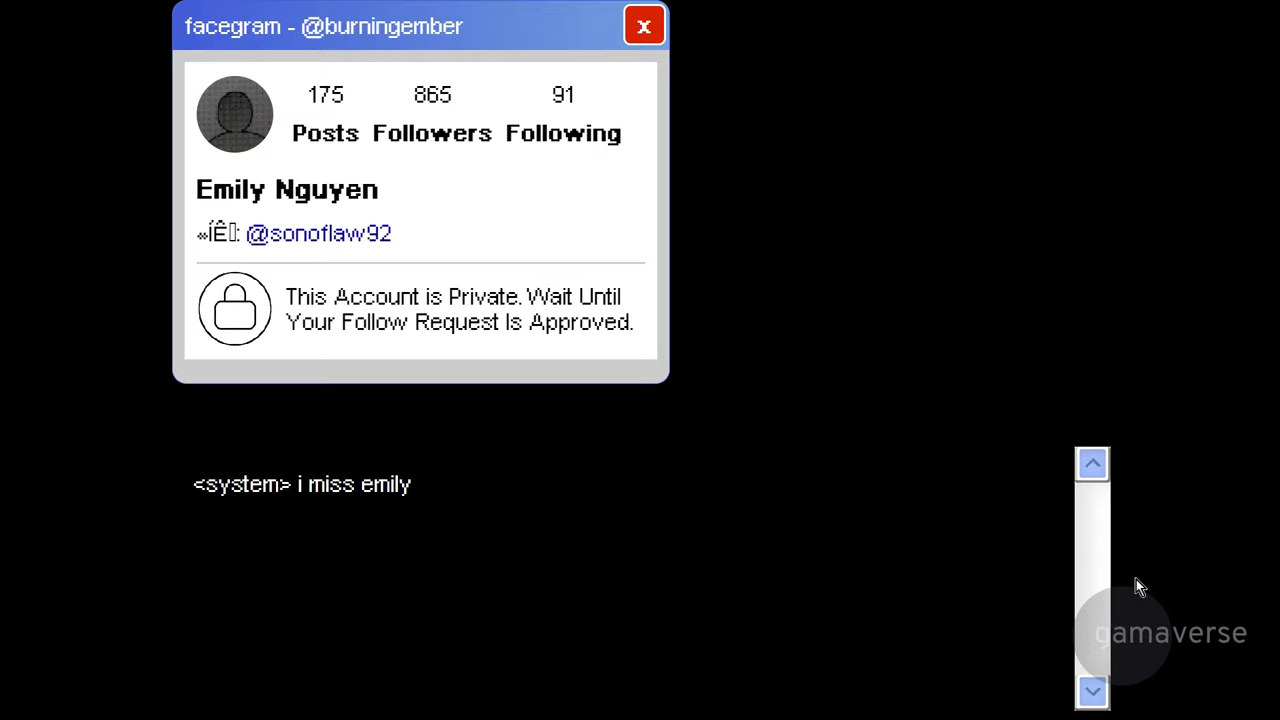 facegram - @burningember
x
175 865 91
Posts Followers Following
Emily Nguyen
«ÍÊ▯: @sonoflaw92
This Account is Private. Wait Until
Your Follow Request Is Approved.
<system> i miss emily
gamaverse